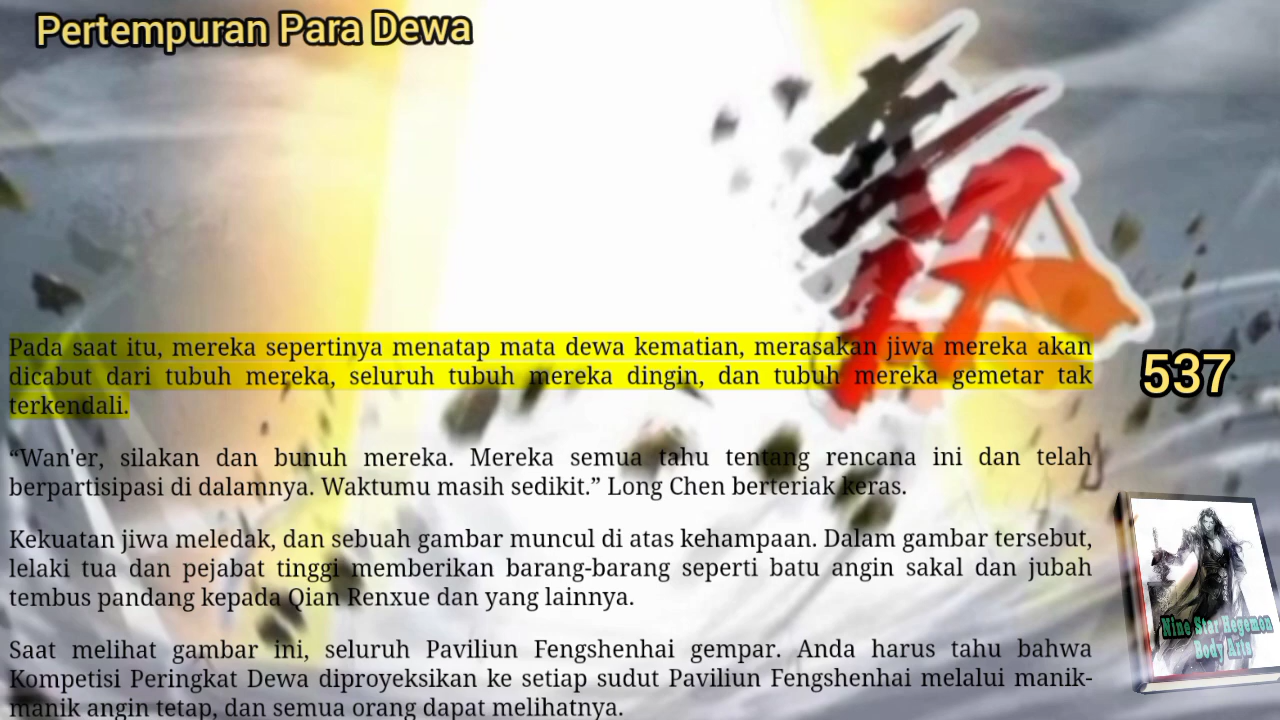 Pertempuran Para Dewa
Pada saat itu, mereka sepertinya menatap mata dewa kematian, merasakan jiwa mereka akan
dicabut dari tubuh mereka, seluruh tubuh mereka dingin, dan tubuh mereka gemetar tak
terkendali.
537
“Wan'er, silakan dan bunuh mereka. Mereka semua tahu tentang rencana ini dan telah
berpartisipasi di dalamnya. Waktumu masih sedikit.” Long Chen berteriak keras.
Kekuatan jiwa meledak, dan sebuah gambar muncul di atas kehampaan. Dalam gambar tersebut,
lelaki tua dan pejabat tinggi memberikan barang-barang seperti batu angin sakal dan jubah
tembus pandang kepada Qian Renxue dan yang lainnya.
Saat melihat gambar ini, seluruh Paviliun Fengshenhai gempar. Anda harus tahu bahwa
Kompetisi Peringkat Dewa diproyeksikan ke setiap sudut Paviliun Fengshenhai melalui manik-
manik angin tetap, dan semua orang dapat melihatnya.
Nine Star Hegemon
Body Arts